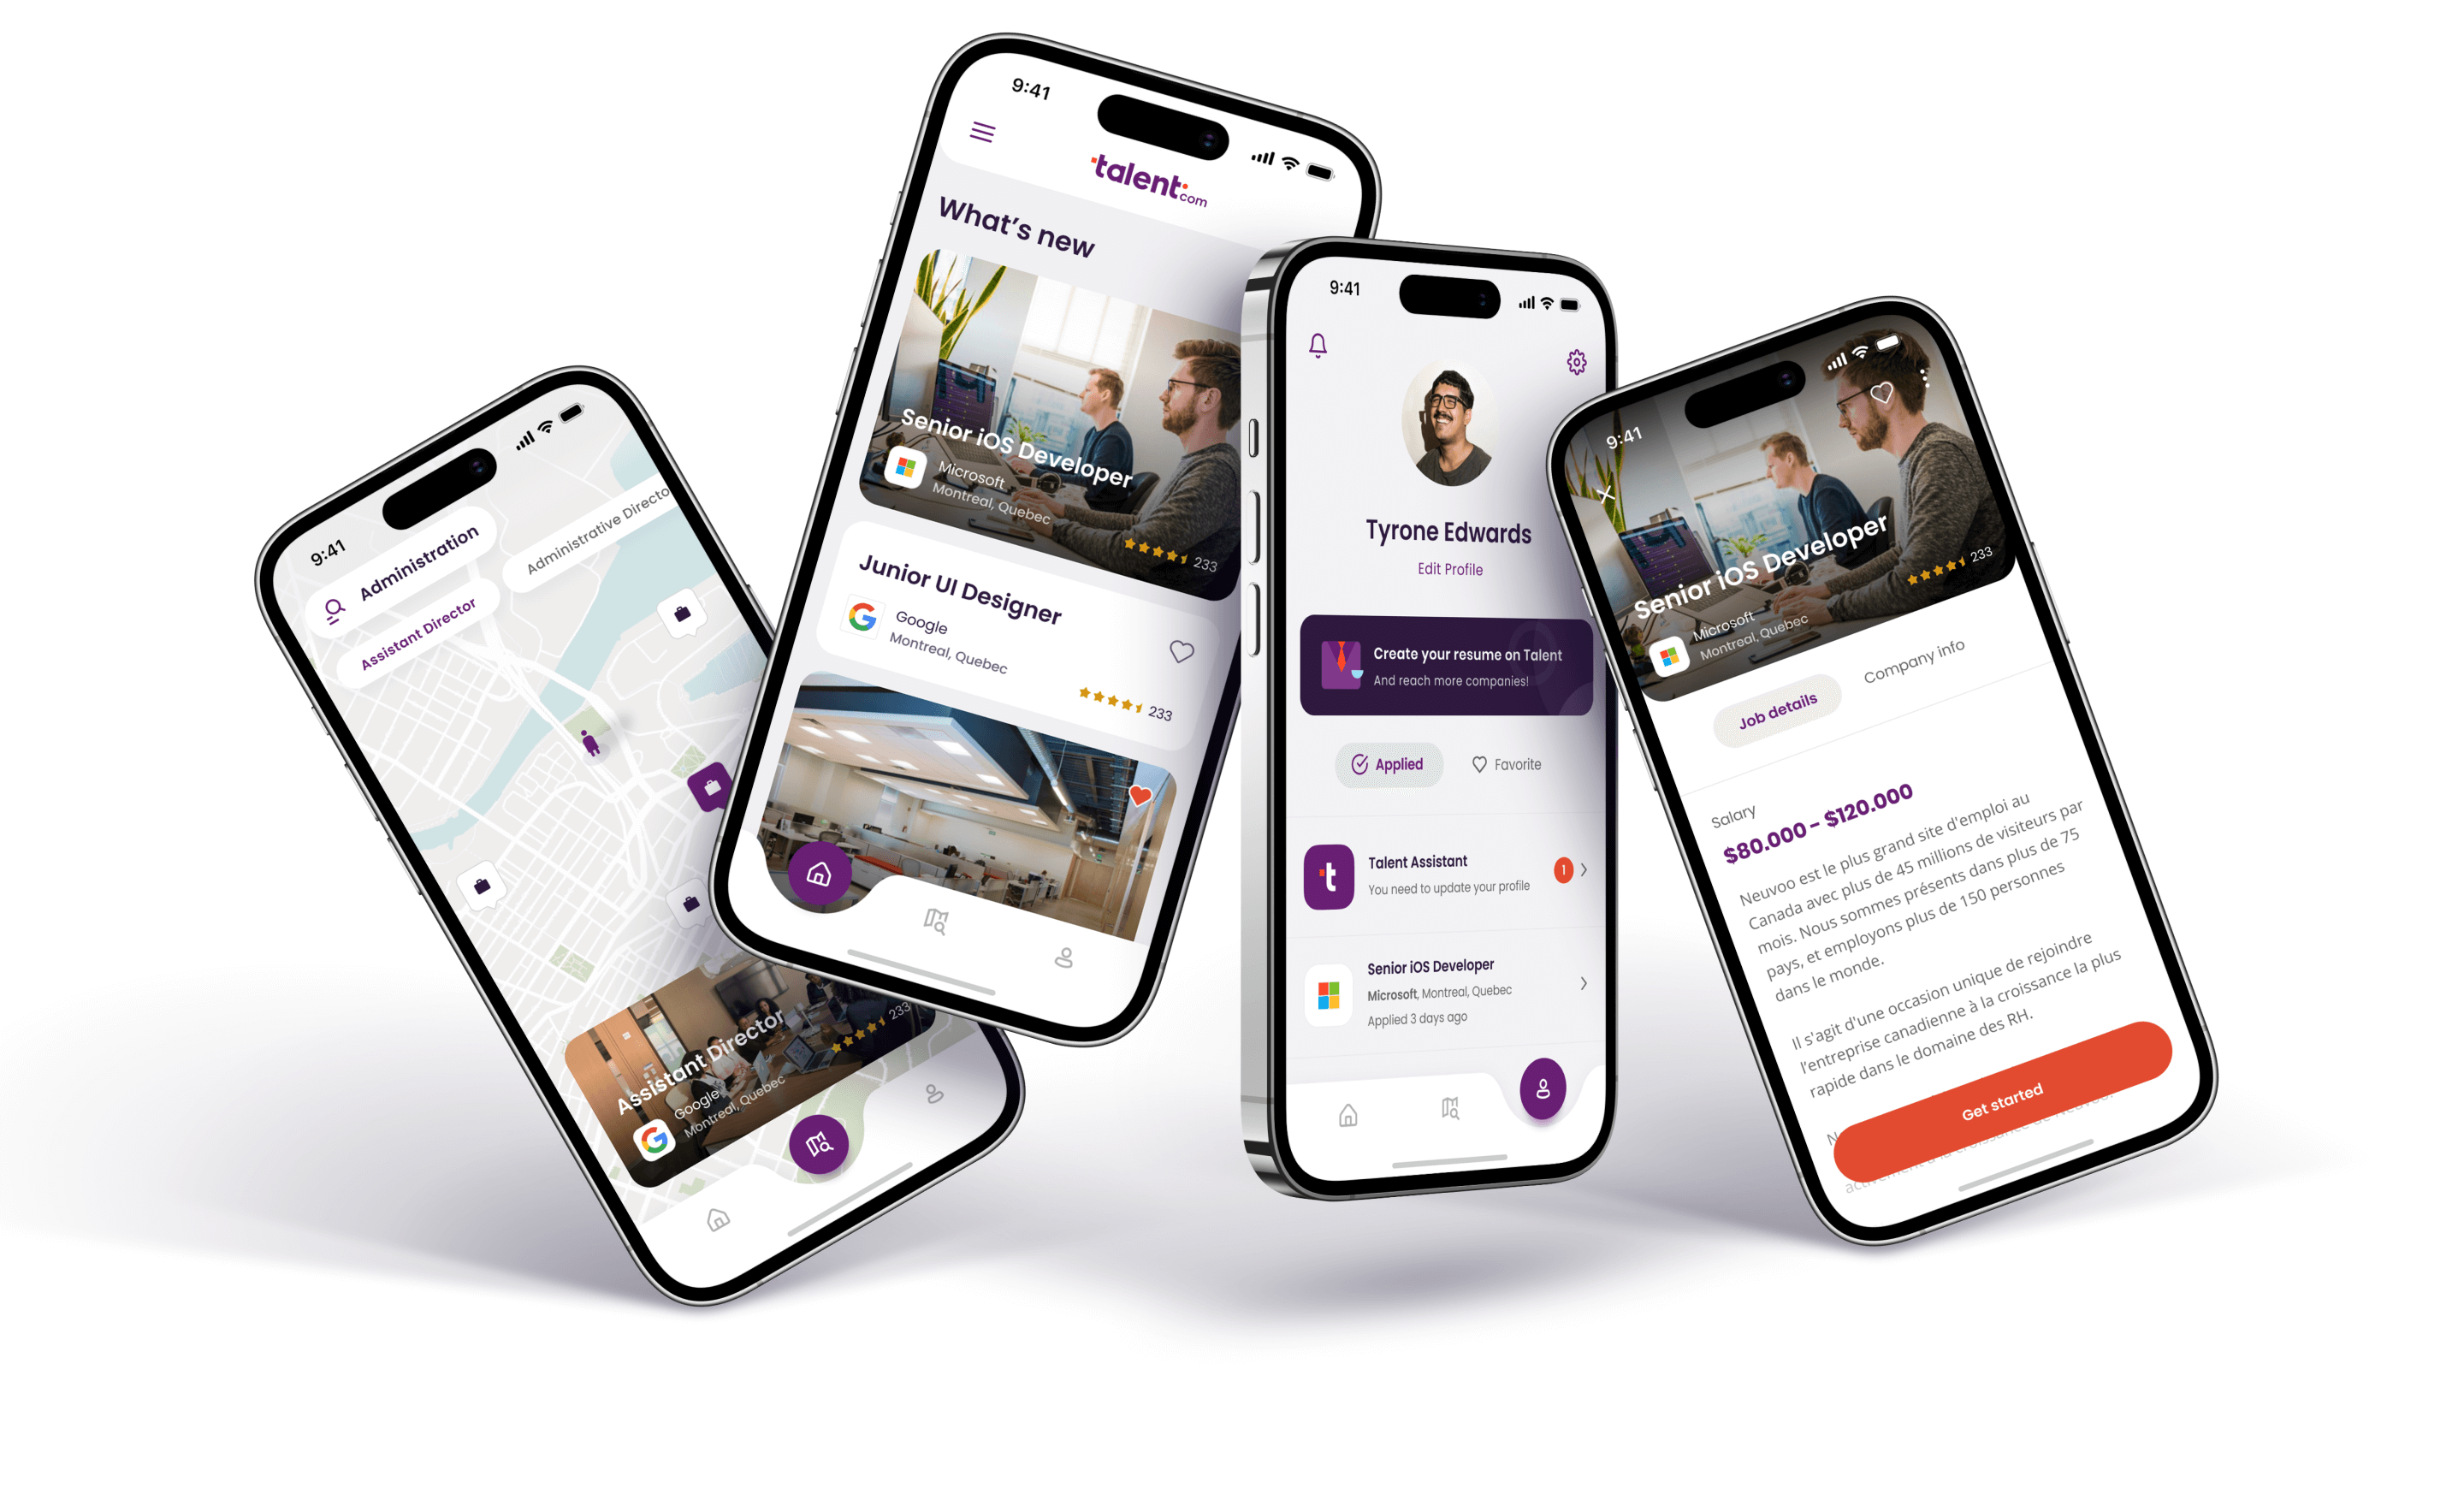 9:41
Administration
Assistant Director
Administrative Directo
Assistant Director
Google
Montreal, Quebec
233
9:41
talent.com
What's new
Senior iOS Developer
Microsoft
Montreal, Quebec
233
Junior UI Designer
Google
Montreal, Quebec
233
9:41
Tyrone Edwards
Edit Profile
Create your resume on Talent
And reach more companies!
Applied
Favorite
t
Talent Assistant
You need to update your profile
1
Senior iOS Developer
Microsoft, Montreal, Quebec
Applied 3 days ago
9:41
Senior iOS Developer
Microsoft
Montreal, Quebec
233
Job details
Company info
Salary
$80.000 - $120.000
Neuvoo est le plus grand site d'emploi au
Canada avec plus de 45 millions de visiteurs par
mois. Nous sommes présents dans plus de 75
pays, et employons plus de 150 personnes
dans le monde.
Il s'agit d'une occasion unique de rejoindre
l'entreprise canadienne à la croissance la plus
rapide dans le domaine des RH.
Get started